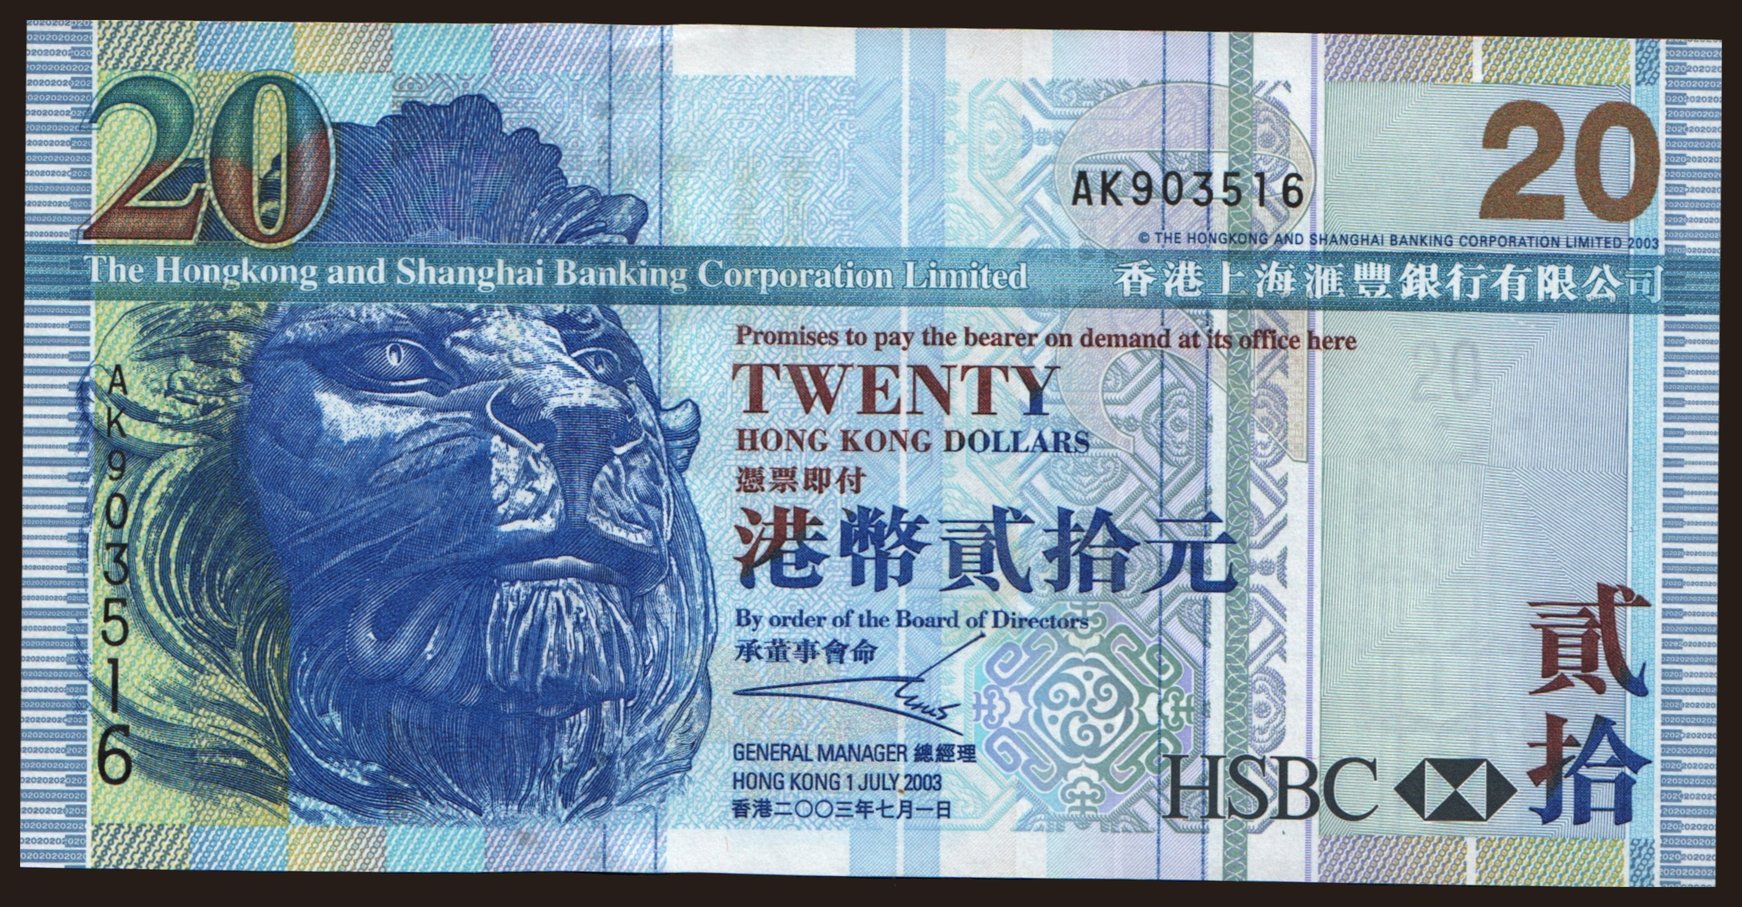 20
AK903516
20
© THE HONGKONG AND SHANGHAI BANKING CORPORATION LIMITED 2003
The Hongkong and Shanghai Banking Corporation Limited 香港上海滙豐銀行有限公司
Promises to pay the bearer on demand at its office here
TWENTY
HONG KONG DOLLARS
憑票即付
港幣貳拾元
By order of the Board of Directors
承董事會命
GENERAL MANAGER 總經理
HONG KONG 1 JULY 2003
香港二〇〇三年七月一日
AK903516
HSBC
貳拾